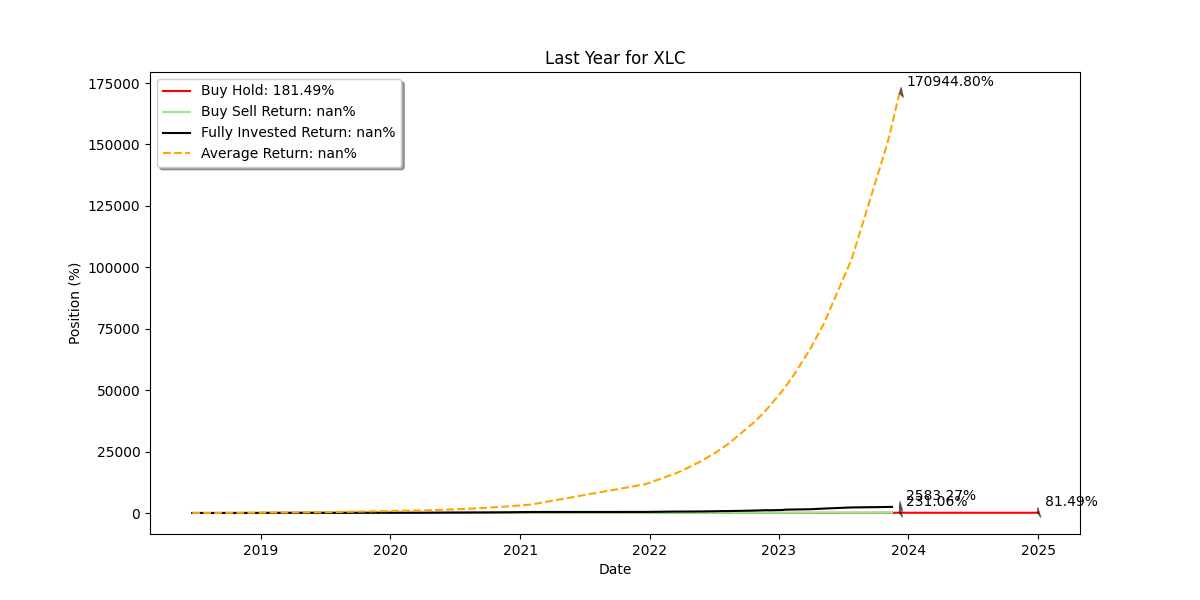 Last Year for XLC
Buy Hold: 181.49%
Buy Sell Return: nan%
Fully Invested Return: nan%
Average Return: nan%
170944.80%
2583.27%
231.06%
81.49%
Position (%)
175000
150000
125000
100000
75000
50000
25000
0
2019
2020
2021
2022
2023
2024
2025
Date